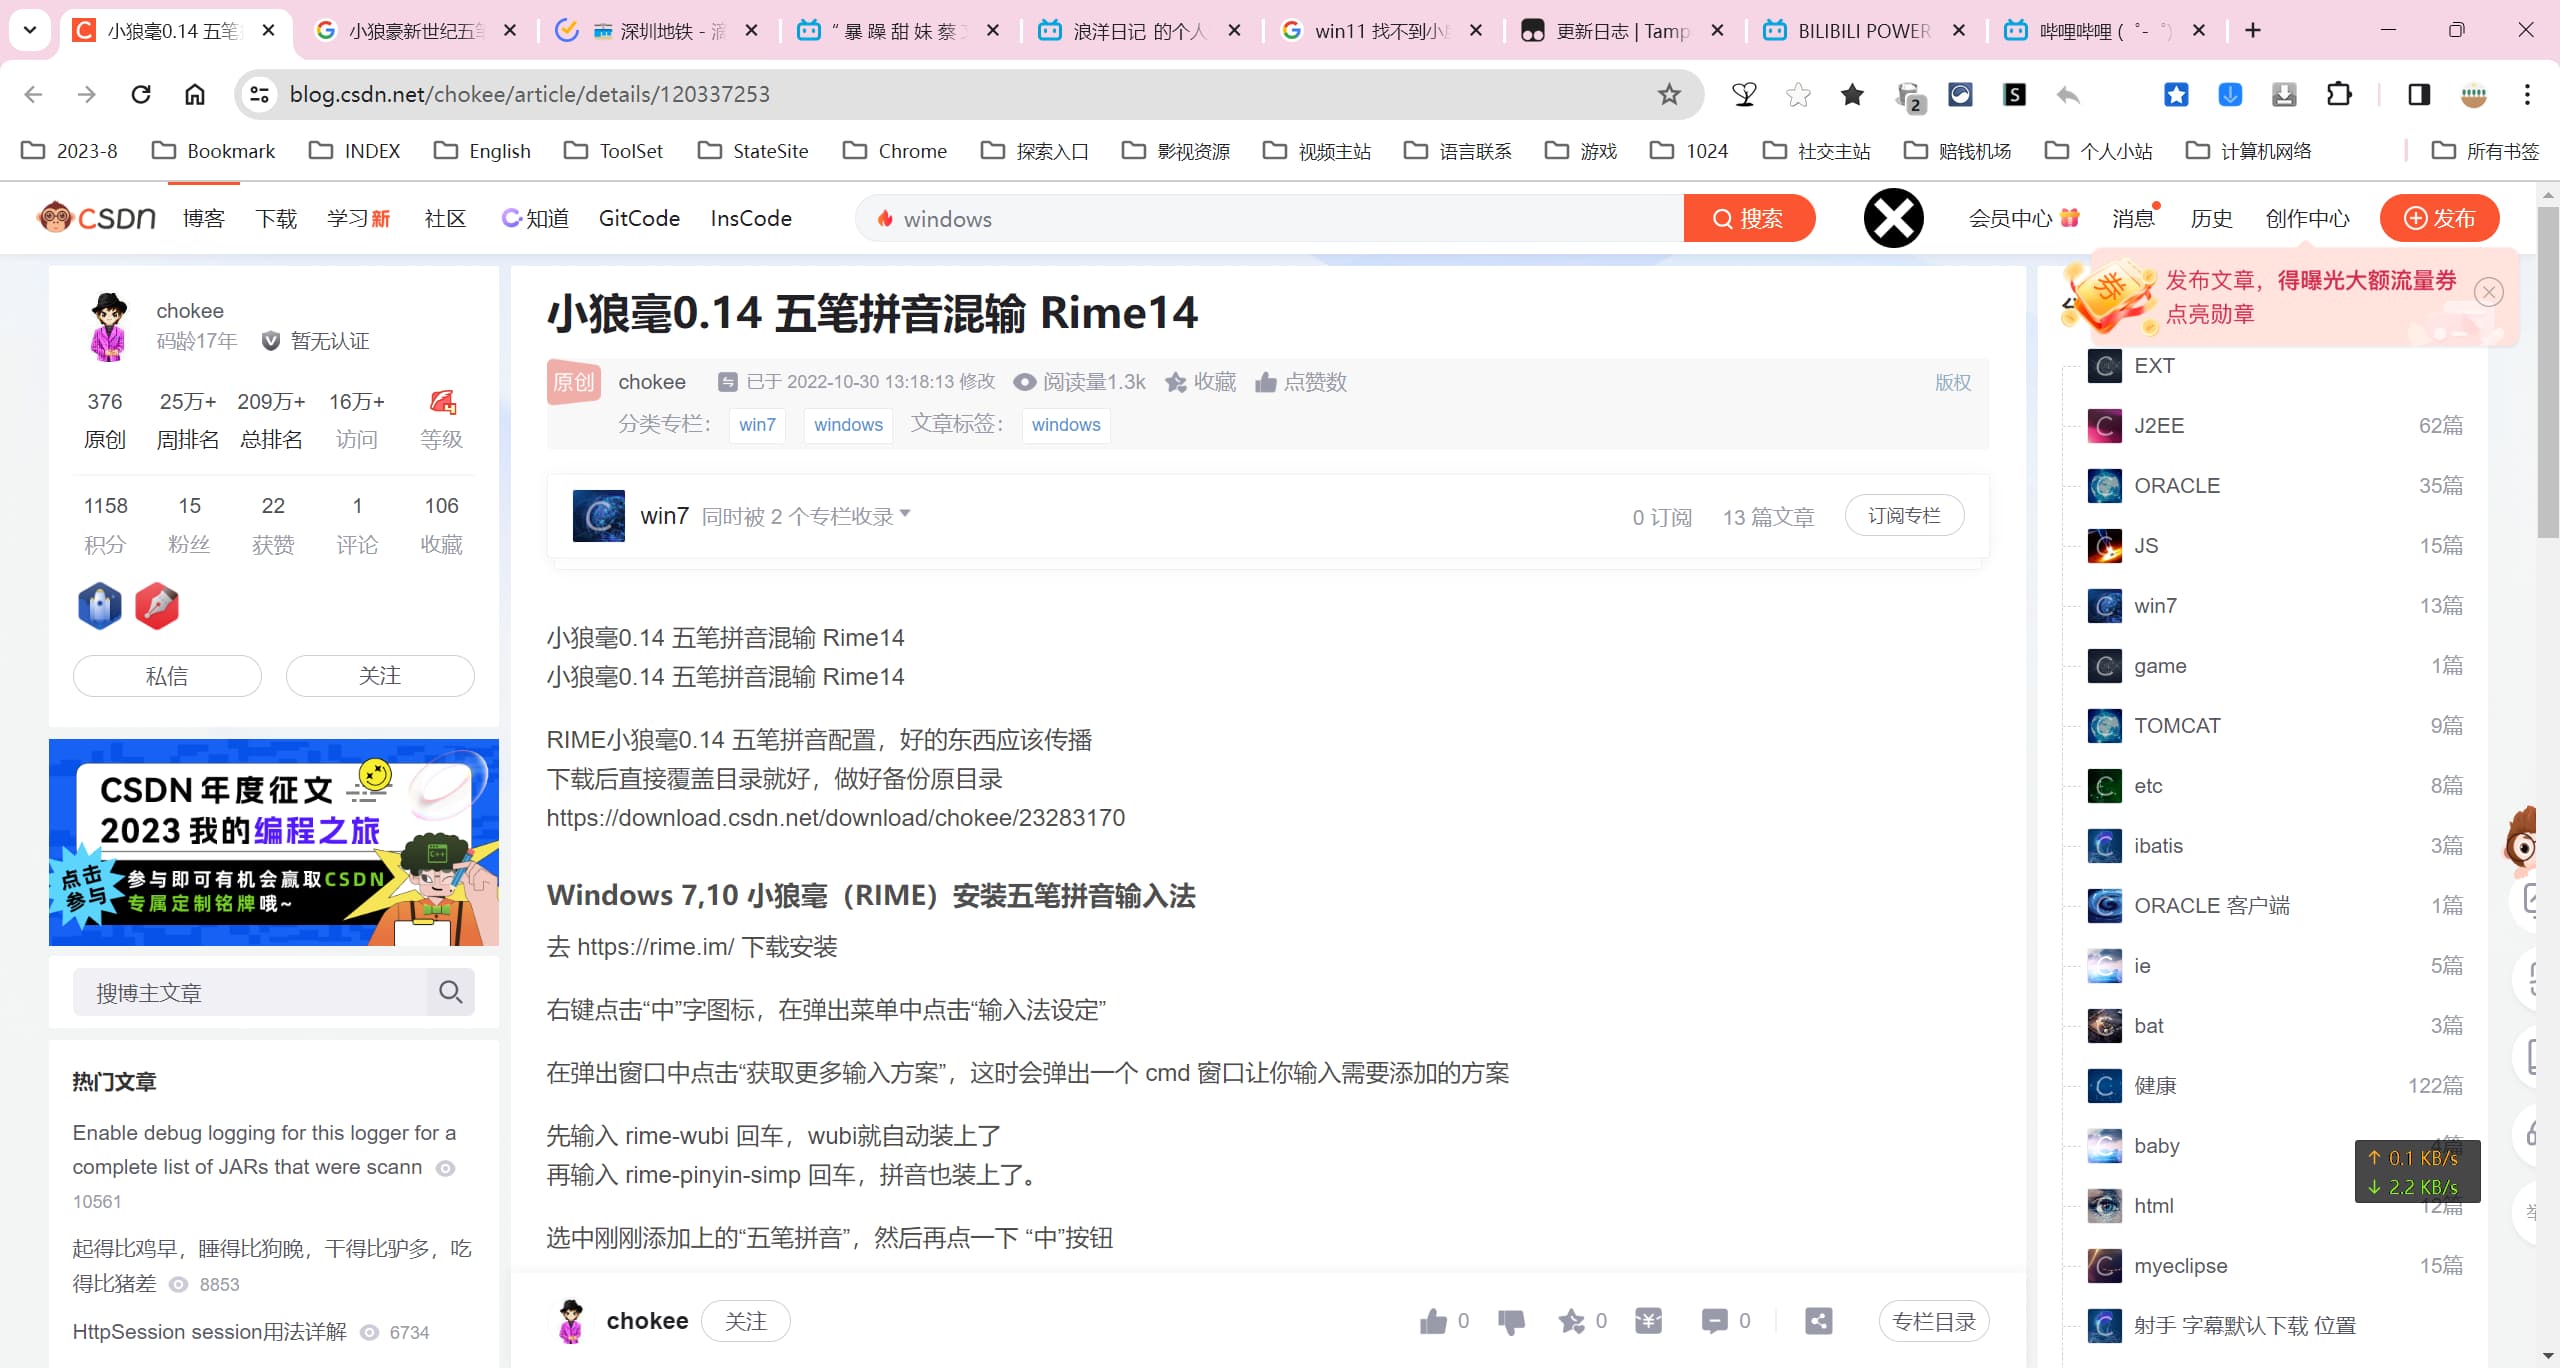 小狼毫0.14 五笔
小狼豪新世纪五笔
深圳地铁 - 滴
“ 暴 躁 甜 妹 蔡
浪洋日记 的个人
win11 找不到小
更新日志 | Tamp
BILIBILI POWER
哔哩哔哩 ( ゜- ゜)
blog.csdn.net/chokee/article/details/120337253
2
S
2023-8
Bookmark
INDEX
English
ToolSet
StateSite
Chrome
探索入口
影视资源
视频主站
语言联系
游戏
1024
社交主站
赔钱机场
个人小站
计算机网络
所有书签
CSDN
博客
下载
学习新
社区
知道
GitCode
InsCode
windows
搜索
会员中心
消息
历史
创作中心
发布
券
发布文章，得曝光大额流量券
点亮勋章
chokee
码龄17年 暂无认证
376 25万+ 209万+ 16万+ 4
原创 周排名 总排名 访问 等级
1158 15 22 1 106
积分 粉丝 获赞 评论 收藏
私信 关注
CSDN 年度征文
2023 我的编程之旅
点击
参与
参与即可有机会赢取CSDN
专属定制铭牌哦~
C++
搜博主文章
热门文章
Enable debug logging for this logger for a
complete list of JARs that were scann
10561
起得比鸡早，睡得比狗晚，干得比驴多，吃
得比猪差 8853
HttpSession session用法详解 6734
小狼毫0.14 五笔拼音混输 Rime14
原创 chokee 已于 2022-10-30 13:18:13 修改 阅读量1.3k 收藏 点赞数 版权
分类专栏： win7 windows 文章标签： windows
win7 同时被 2 个专栏收录 0 订阅 13 篇文章 订阅专栏
小狼毫0.14 五笔拼音混输 Rime14
小狼毫0.14 五笔拼音混输 Rime14
RIME小狼毫0.14 五笔拼音配置，好的东西应该传播
下载后直接覆盖目录就好，做好备份原目录
https://download.csdn.net/download/chokee/23283170
Windows 7,10 小狼毫（RIME）安装五笔拼音输入法
去 https://rime.im/ 下载安装
右键点击“中”字图标，在弹出菜单中点击“输入法设定”
在弹出窗口中点击“获取更多输入方案”，这时会弹出一个 cmd 窗口让你输入需要添加的方案
先输入 rime-wubi 回车，wubi就自动装上了
再输入 rime-pinyin-simp 回车，拼音也装上了。
选中刚刚添加上的“五笔拼音”，然后再点一下 “中”按钮
chokee 关注 0 0 0 专栏目录
EXT
J2EE 62篇
ORACLE 35篇
JS 15篇
win7 13篇
game 1篇
TOMCAT 9篇
etc 8篇
ibatis 3篇
ORACLE 客户端 1篇
ie 5篇
bat 3篇
健康 122篇
baby 4篇
html 12篇
myeclipse 15篇
射手 字幕默认下载 位置
↑ 0.1 KB/s
↓ 2.2 KB/s